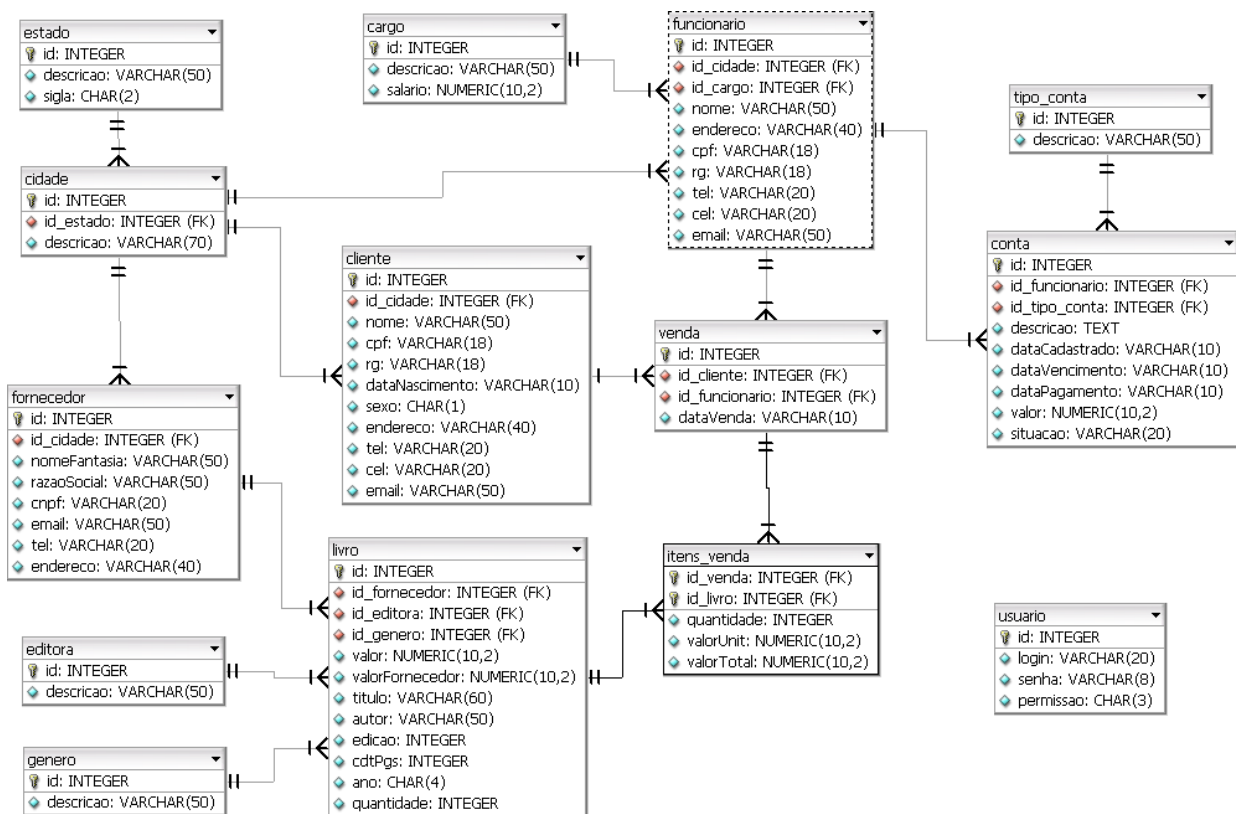 estado
id: INTEGER
descricao: VARCHAR(50)
sigla: CHAR(2)
cargo
id: INTEGER
descricao: VARCHAR(50)
salario: NUMERIC(10,2)
funcionario
id: INTEGER
id_cidade: INTEGER (FK)
id_cargo: INTEGER (FK)
nome: VARCHAR(50)
endereco: VARCHAR(40)
cpf: VARCHAR(18)
rg: VARCHAR(18)
tel: VARCHAR(20)
cel: VARCHAR(20)
email: VARCHAR(50)
tipo_conta
id: INTEGER
descricao: VARCHAR(50)
cidade
id: INTEGER
id_estado: INTEGER (FK)
descricao: VARCHAR(70)
cliente
id: INTEGER
id_cidade: INTEGER (FK)
nome: VARCHAR(50)
cpf: VARCHAR(18)
rg: VARCHAR(18)
dataNascimento: VARCHAR(10)
sexo: CHAR(1)
endereco: VARCHAR(40)
tel: VARCHAR(20)
cel: VARCHAR(20)
email: VARCHAR(50)
venda
id: INTEGER
id_cliente: INTEGER (FK)
id_funcionario: INTEGER (FK)
dataVenda: VARCHAR(10)
conta
id: INTEGER
id_funcionario: INTEGER (FK)
id_tipo_conta: INTEGER (FK)
descricao: TEXT
dataCadastrado: VARCHAR(10)
dataVencimento: VARCHAR(10)
dataPagamento: VARCHAR(10)
valor: NUMERIC(10,2)
situacao: VARCHAR(20)
fornecedor
id: INTEGER
id_cidade: INTEGER (FK)
nomeFantasia: VARCHAR(50)
razaoSocial: VARCHAR(50)
cnpf: VARCHAR(20)
email: VARCHAR(50)
tel: VARCHAR(20)
endereco: VARCHAR(40)
livro
id: INTEGER
id_fornecedor: INTEGER (FK)
id_editora: INTEGER (FK)
id_genero: INTEGER (FK)
valor: NUMERIC(10,2)
valorFornecedor: NUMERIC(10,2)
titulo: VARCHAR(60)
autor: VARCHAR(50)
edicao: INTEGER
cdtPgs: INTEGER
ano: CHAR(4)
quantidade: INTEGER
itens_venda
id_venda: INTEGER (FK)
id_livro: INTEGER (FK)
quantidade: INTEGER
valorUnit: NUMERIC(10,2)
valorTotal: NUMERIC(10,2)
usuario
id: INTEGER
login: VARCHAR(20)
senha: VARCHAR(8)
permissao: CHAR(3)
editora
id: INTEGER
descricao: VARCHAR(50)
genero
id: INTEGER
descricao: VARCHAR(50)